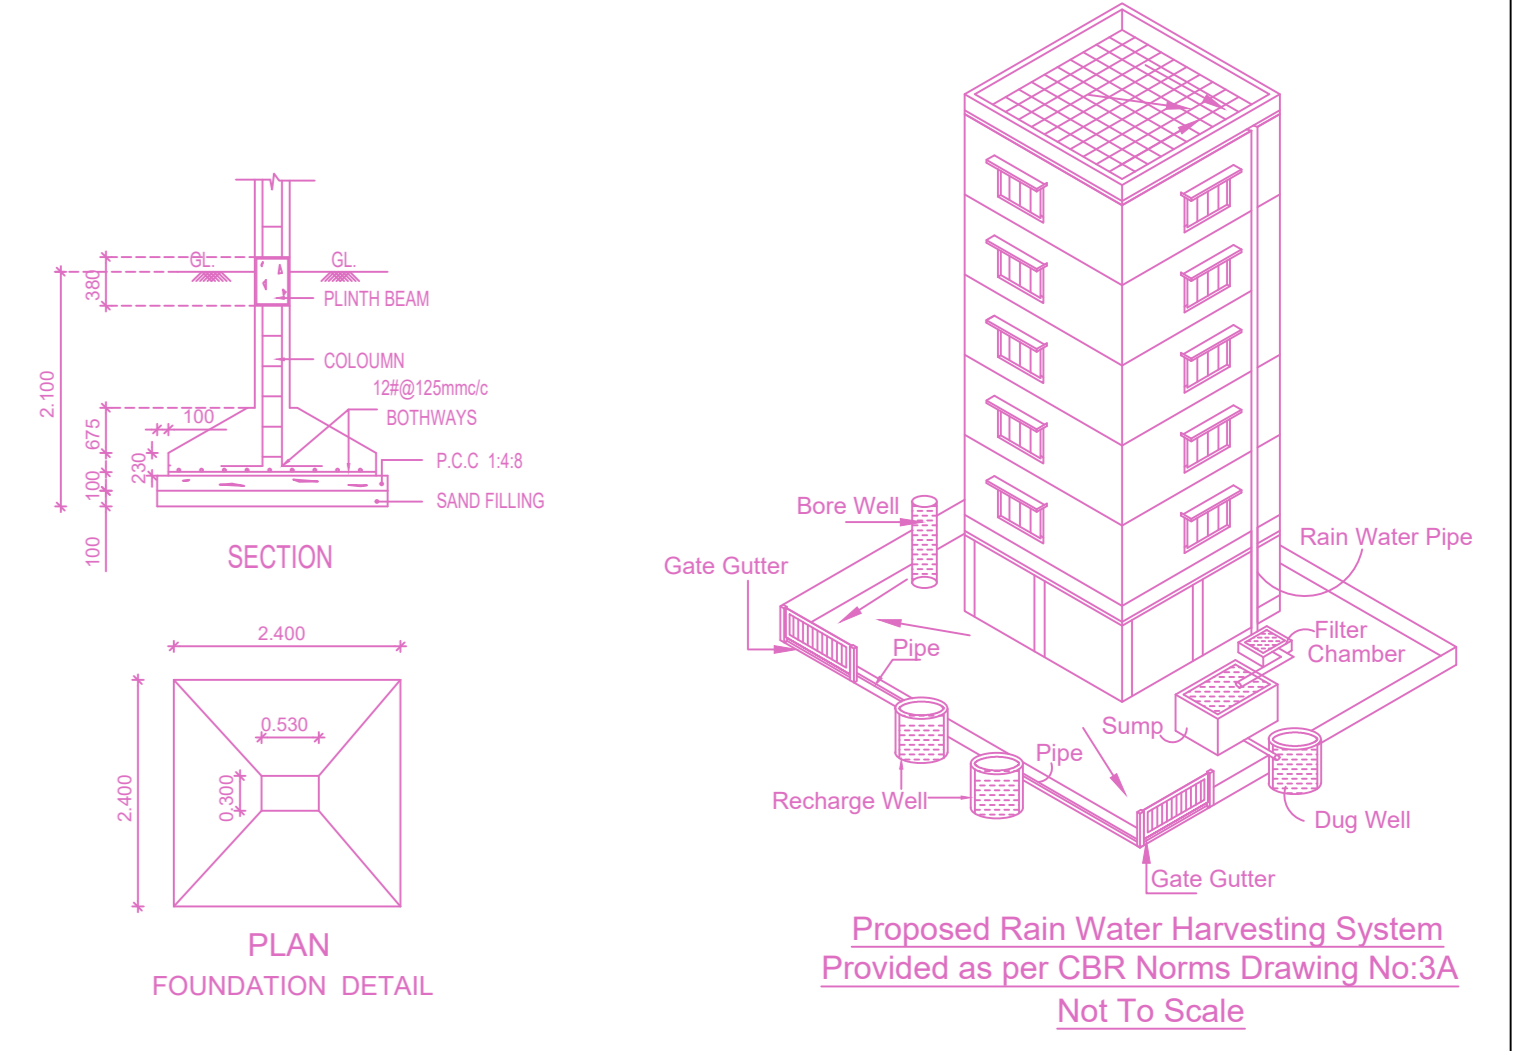 GL.
GL.
380
PLINTH BEAM
COLOUMN
2.100
12#@125mmc/c
BOTHWAYS
100
675
230
P.C.C 1:4:8
100
SAND FILLING
100
SECTION
2.400
0.530
2.400
0.300
PLAN
FOUNDATION DETAIL
Bore Well
Rain Water Pipe
Gate Gutter
Filter
Chamber
Pipe
Sump
Pipe
Recharge Well
Dug Well
Gate Gutter
Proposed Rain Water Harvesting System
Provided as per CBR Norms Drawing No:3A
Not To Scale